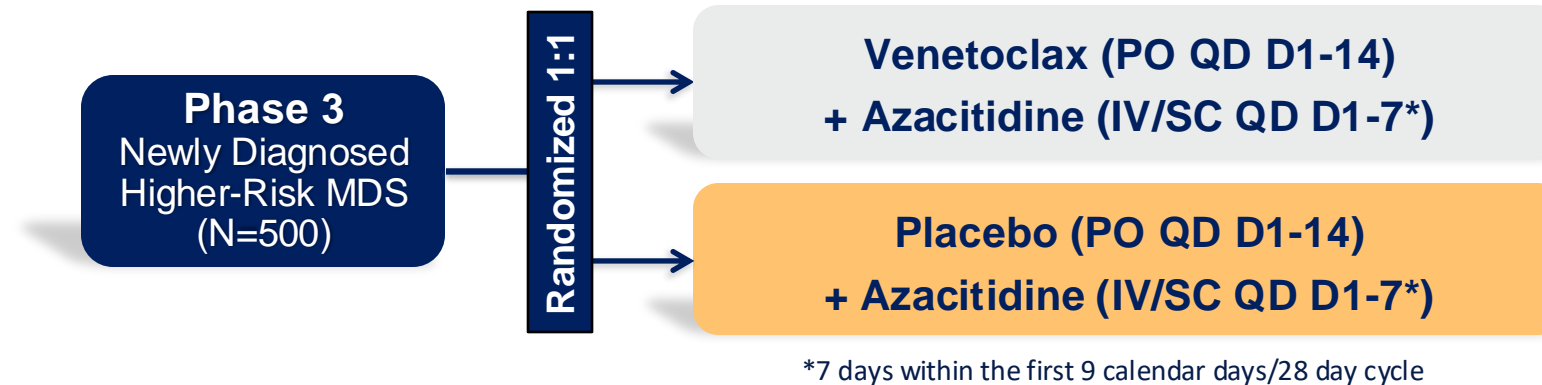 Phase 3
Newly Diagnosed
Higher-Risk MDS
(N=500)
Randomized 1:1
Venetoclax (PO QD D1-14)
+ Azacitidine (IV/SC QD D1-7*)
Placebo (PO QD D1-14)
+ Azacitidine (IV/SC QD D1-7*)
*7 days within the first 9 calendar days/28 day cycle